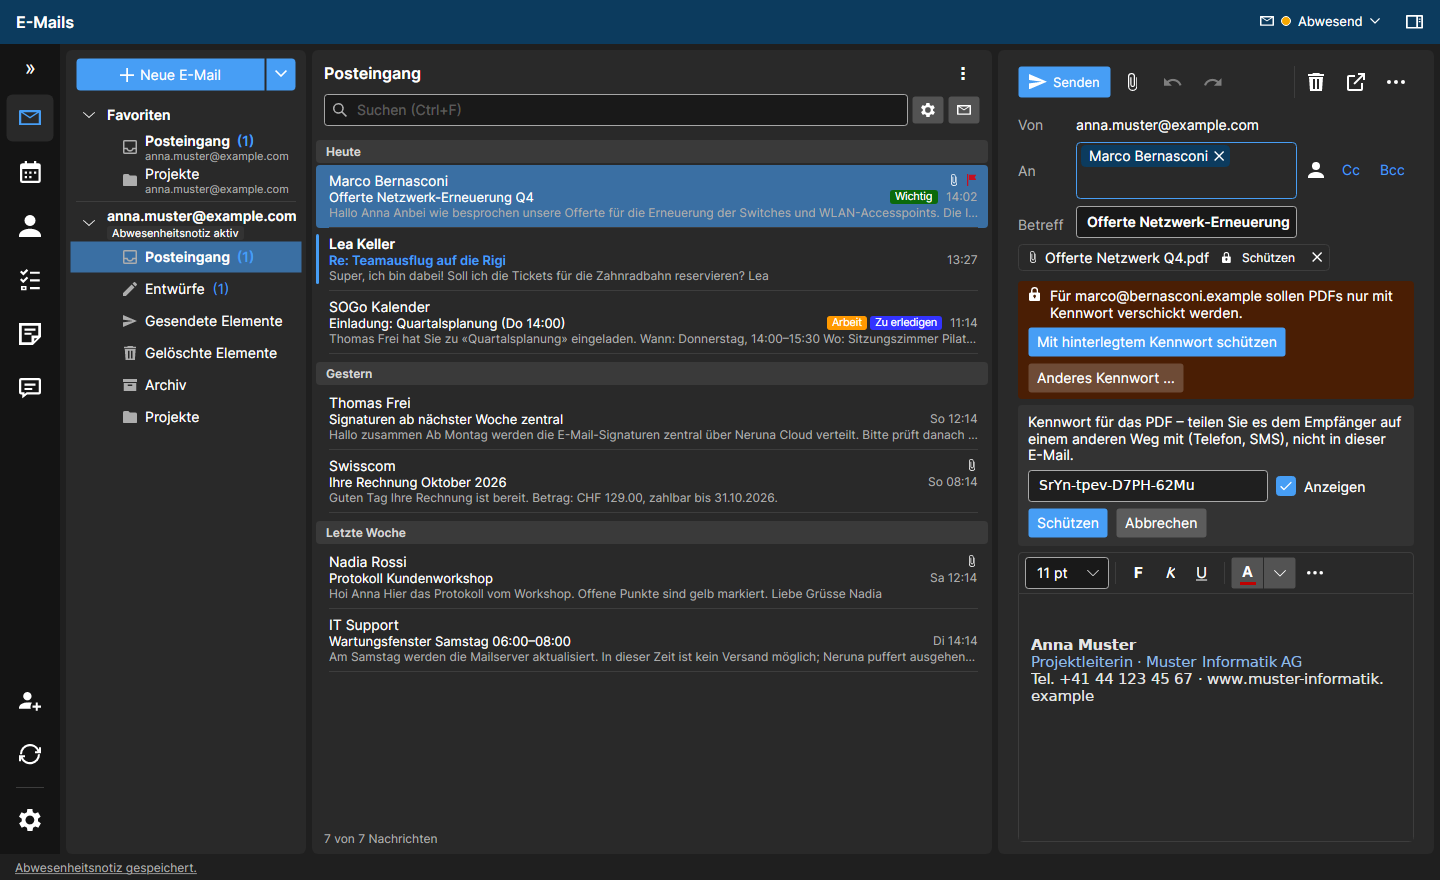 E-Mails
Abwesend
Neue E-Mail
Favoriten
Posteingang (1)
anna.muster@example.com
Projekte
anna.muster@example.com
anna.muster@example.com
Abwesenheitsnotiz aktiv
Posteingang (1)
Entwürfe (1)
Gesendete Elemente
Gelöschte Elemente
Archiv
Projekte
Posteingang
Suchen (Ctrl+F)
Heute
Marco Bernasconi
Offerte Netzwerk-Erneuerung Q4 Wichtig 14:02
Hallo Anna Anbei wie besprochen unsere Offerte für die Erneuerung der Switches und WLAN-Accesspoints. Die l...
Lea Keller
Re: Teamausflug auf die Rigi 13:27
Super, ich bin dabei! Soll ich die Tickets für die Zahnradbahn reservieren? Lea
SOGo Kalender
Einladung: Quartalsplanung (Do 14:00) Arbeit Zu erledigen 11:14
Thomas Frei hat Sie zu «Quartalsplanung» eingeladen. Wann: Donnerstag, 14:00–15:30 Wo: Sitzungszimmer Pilat...
Gestern
Thomas Frei
Signaturen ab nächster Woche zentral So 12:14
Hallo zusammen Ab Montag werden die E-Mail-Signaturen zentral über Neruna Cloud verteilt. Bitte prüft danach ...
Swisscom
Ihre Rechnung Oktober 2026 So 08:14
Guten Tag Ihre Rechnung ist bereit. Betrag: CHF 129.00, zahlbar bis 31.10.2026.
Letzte Woche
Nadia Rossi
Protokoll Kundenworkshop Sa 12:14
Hoi Anna Hier das Protokoll vom Workshop. Offene Punkte sind gelb markiert. Liebe Grüsse Nadia
IT Support
Wartungsfenster Samstag 06:00–08:00 Di 14:14
Am Samstag werden die Mailserver aktualisiert. In dieser Zeit ist kein Versand möglich; Neruna puffert ausgehen...
7 von 7 Nachrichten
Senden
Von anna.muster@example.com
An Marco Bernasconi Cc Bcc
Betreff Offerte Netzwerk-Erneuerung
Offerte Netzwerk Q4.pdf Schützen
Für marco@bernasconi.example sollen PDFs nur mit
Kennwort verschickt werden.
Mit hinterlegtem Kennwort schützen
Anderes Kennwort ...
Kennwort für das PDF – teilen Sie es dem Empfänger auf
einem anderen Weg mit (Telefon, SMS), nicht in dieser
E-Mail.
SrYn-tpev-D7PH-62Mu Anzeigen
Schützen Abbrechen
11 pt F K U A
Anna Muster
Projektleiterin · Muster Informatik AG
Tel. +41 44 123 45 67 · www.muster-informatik.
example
Abwesenheitsnotiz gespeichert.